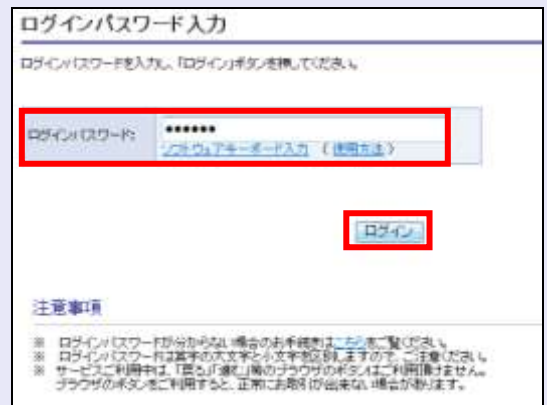 ログインパスワード入力
ログインパスワードを入力し、「ログイン」ボタンを押してください。
ログインパスワード:
●●●●●●
ソフトウェアキーボード入力 (使用方法)
ログイン
注意事項
※ ログインパスワードが分からない場合のお手続きはこちらをご覧ください。
※ ログインパスワードは英字の大文字と小文字を区別しますので、ご注意ください。
※ サービスご利用中は、「戻る」「進む」等のブラウザのボタンはご利用頂けません。
ブラウザのボタンをご利用すると、正常にお取引が出来ない場合が御座います。